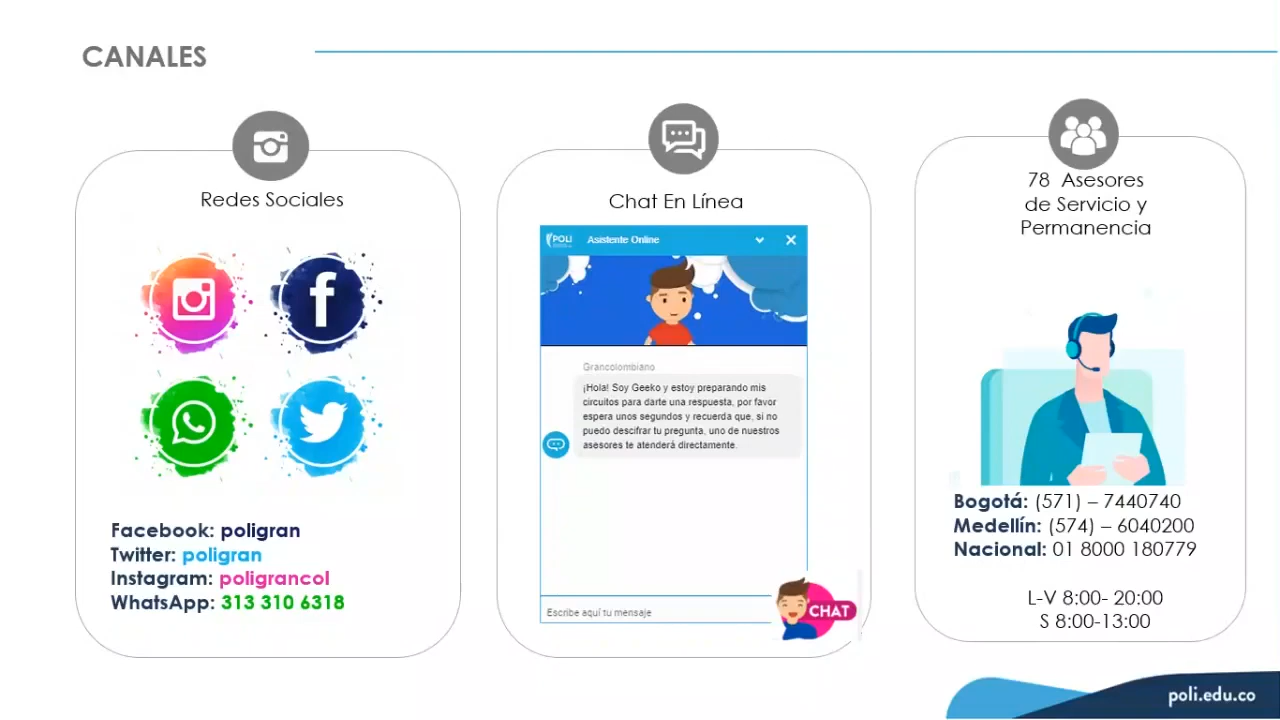 CANALES
Redes Sociales
Facebook: poligran
Twitter: poligran
Instagram: poligrancol
WhatsApp: 313 310 6318
Chat En Línea
POLI
Asistente Online
Grancolombiano
¡Hola! Soy Geeko y estoy preparando mis
circuitos para darte una respuesta, por favor
espera unos segundos y recuerda que, si no
puedo descifrar tu pregunta, uno de nuestros
asesores te atenderá directamente.
Escribe aquí tu mensaje
CHAT
78 Asesores
de Servicio y
Permanencia
Bogotá: (571) – 7440740
Medellín: (574) – 6040200
Nacional: 01 8000 180779
L-V 8:00- 20:00
S 8:00-13:00
poli.edu.co